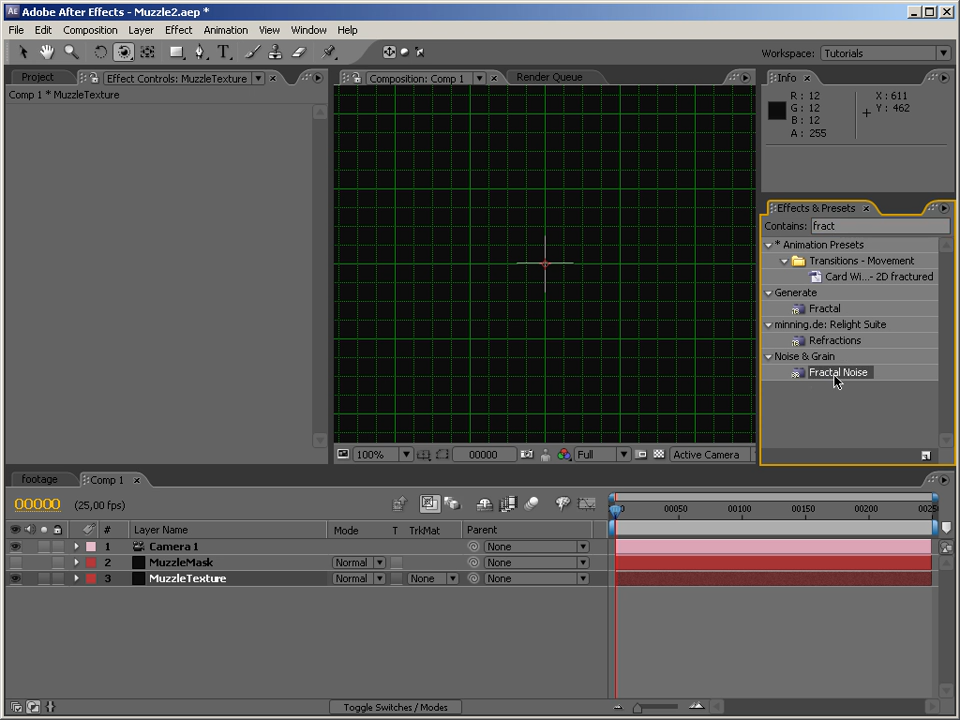 Adobe After Effects - Muzzle2.aep *
File Edit Composition Layer Effect Animation View Window Help
Workspace: Tutorials
Project Effect Controls: MuzzleTexture Composition: Comp 1 Render Queue Info
Comp 1 * MuzzleTexture
R : 12 X : 611
G : 12 Y : 462
B : 12
A : 255
Effects & Presets
Contains: fract
* Animation Presets
Transitions - Movement
Card Wi...- 2D fractured
Generate
Fractal
minning.de: Relight Suite
Refractions
Noise & Grain
Fractal Noise
100% 00000 Full Active Camera
footage Comp 1
00000 (25,00 fps)
00050 00100 00150 00200 0025
# Layer Name Mode T TrkMat Parent
1 Camera 1 None
2 MuzzleMask Normal None
3 MuzzleTexture Normal None None
Toggle Switches / Modes